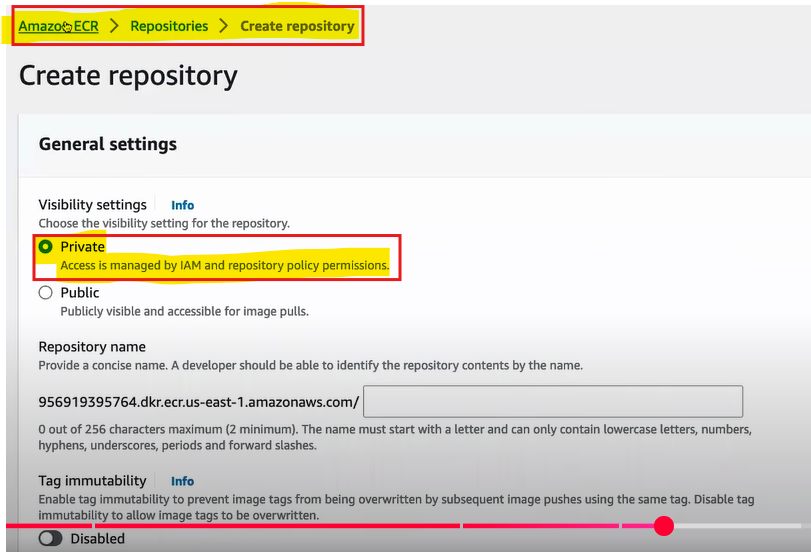 Amazon ECR > Repositories > Create repository
Create repository
General settings
Visibility settings Info
Choose the visibility setting for the repository.
Private
Access is managed by IAM and repository policy permissions.
Public
Publicly visible and accessible for image pulls.
Repository name
Provide a concise name. A developer should be able to identify the repository contents by the name.
956919395764.dkr.ecr.us-east-1.amazonaws.com/
0 out of 256 characters maximum (2 minimum). The name must start with a letter and can only contain lowercase letters, numbers,
hyphens, underscores, periods and forward slashes.
Tag immutability Info
Enable tag immutability to prevent image tags from being overwritten by subsequent image pushes using the same tag. Disable tag
immutability to allow image tags to be overwritten.
Disabled